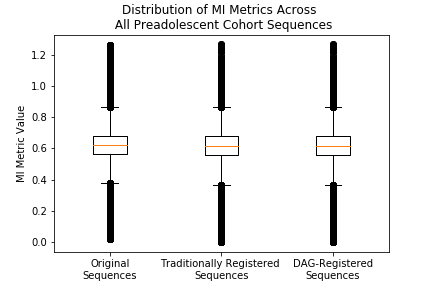 Distribution of MI Metrics Across
All Preadolescent Cohort Sequences
MI Metric Value
1.2
1.0
0.8
0.6
0.4
0.2
0.0
Original
Sequences
Traditionally Registered
Sequences
DAG-Registered
Sequences